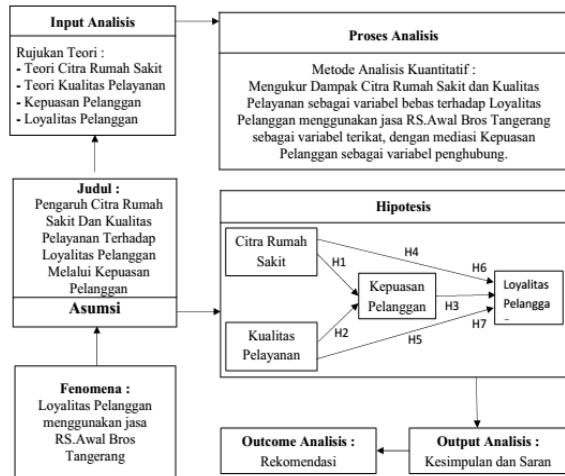 Input Analisis
Rujukan Teori :
- Teori Citra Rumah Sakit
- Teori Kualitas Pelayanan
- Kepuasan Pelanggan
- Loyalitas Pelanggan
Proses Analisis
Metode Analisis Kuantitatif :
Mengukur Dampak Citra Rumah Sakit dan Kualitas
Pelayanan sebagai variabel bebas terhadap Loyalitas
Pelanggan menggunakan jasa RS.Awal Bros Tangerang
sebagai variabel terikat, dengan mediasi Kepuasan
Pelanggan sebagai variabel penghubung.
Judul :
Pengaruh Citra Rumah
Sakit Dan Kualitas
Pelayanan Terhadap
Loyalitas Pelanggan
Melalui Kepuasan
Pelanggan
Asumsi
Hipotesis
Citra Rumah
Sakit
H4
H1
H6
Kepuasan
Pelanggan
H3
Loyalitas
Pelangga
Kualitas
Pelayanan
H2
H5
H7
Fenomena :
Loyalitas Pelanggan
menggunakan jasa
RS.Awal Bros
Tangerang
Outcome Analisis :
Rekomendasi
Output Analisis :
Kesimpulan dan Saran